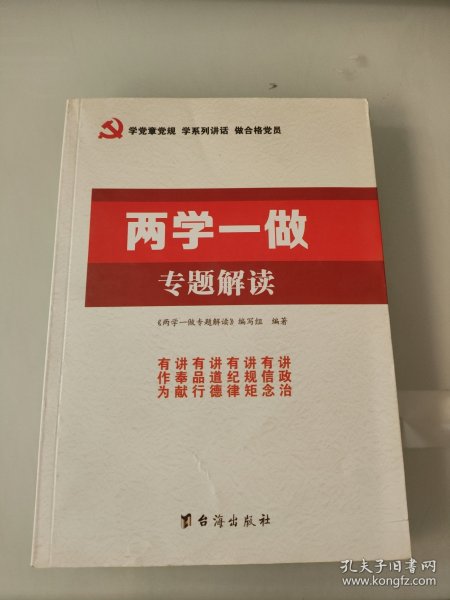 学党章党规 学系列讲话 做合格党员
两学一做
专题解读
《两学一做专题解读》编写组 编著
讲政治
有信念
讲规矩
有纪律
讲道德
有品行
讲奉献
有作为
台海出版社
孔夫子旧书网
www.kongfz.com